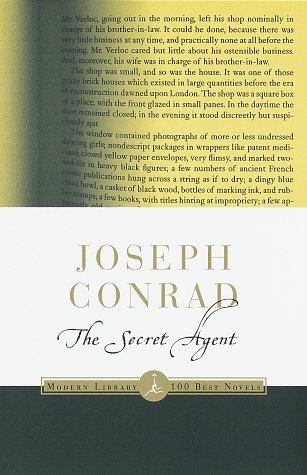 Mr. Verloc, going out in the morning, left his shop nominally in
charge of his brother-in-law. It could be done, because there was
very little business at any time, and practically none at all before the
evening. Mr. Verloc cared but little about his ostensible business.
And, moreover, his wife was in charge of his brother-in-law.
The shop was small, and so was the house. It was one of those
grimy brick houses which existed in large quantities before the era
of reconstruction dawned upon London. The shop was a square box
of a place, with the front glazed in small panes. In the daytime the
door remained closed; in the evening it stood discreetly but suspi-
ciously ajar.
The window contained photographs of more or less undressed
dancing girls; nondescript packages in wrappers like patent medi-
cines; closed yellow paper envelopes, very flimsy, and marked two-
and-six in heavy black figures; a few numbers of ancient French
comic publications hung across a string as if to dry; a dingy blue
china bowl, a casket of black wood, bottles of marking ink, and rub-
ber stamps; a few books, with titles hinting at impropriety; a few ap-
parently old
JOSEPH
CONRAD
The Secret Agent
MODERN LIBRARY 100 BEST NOVELS